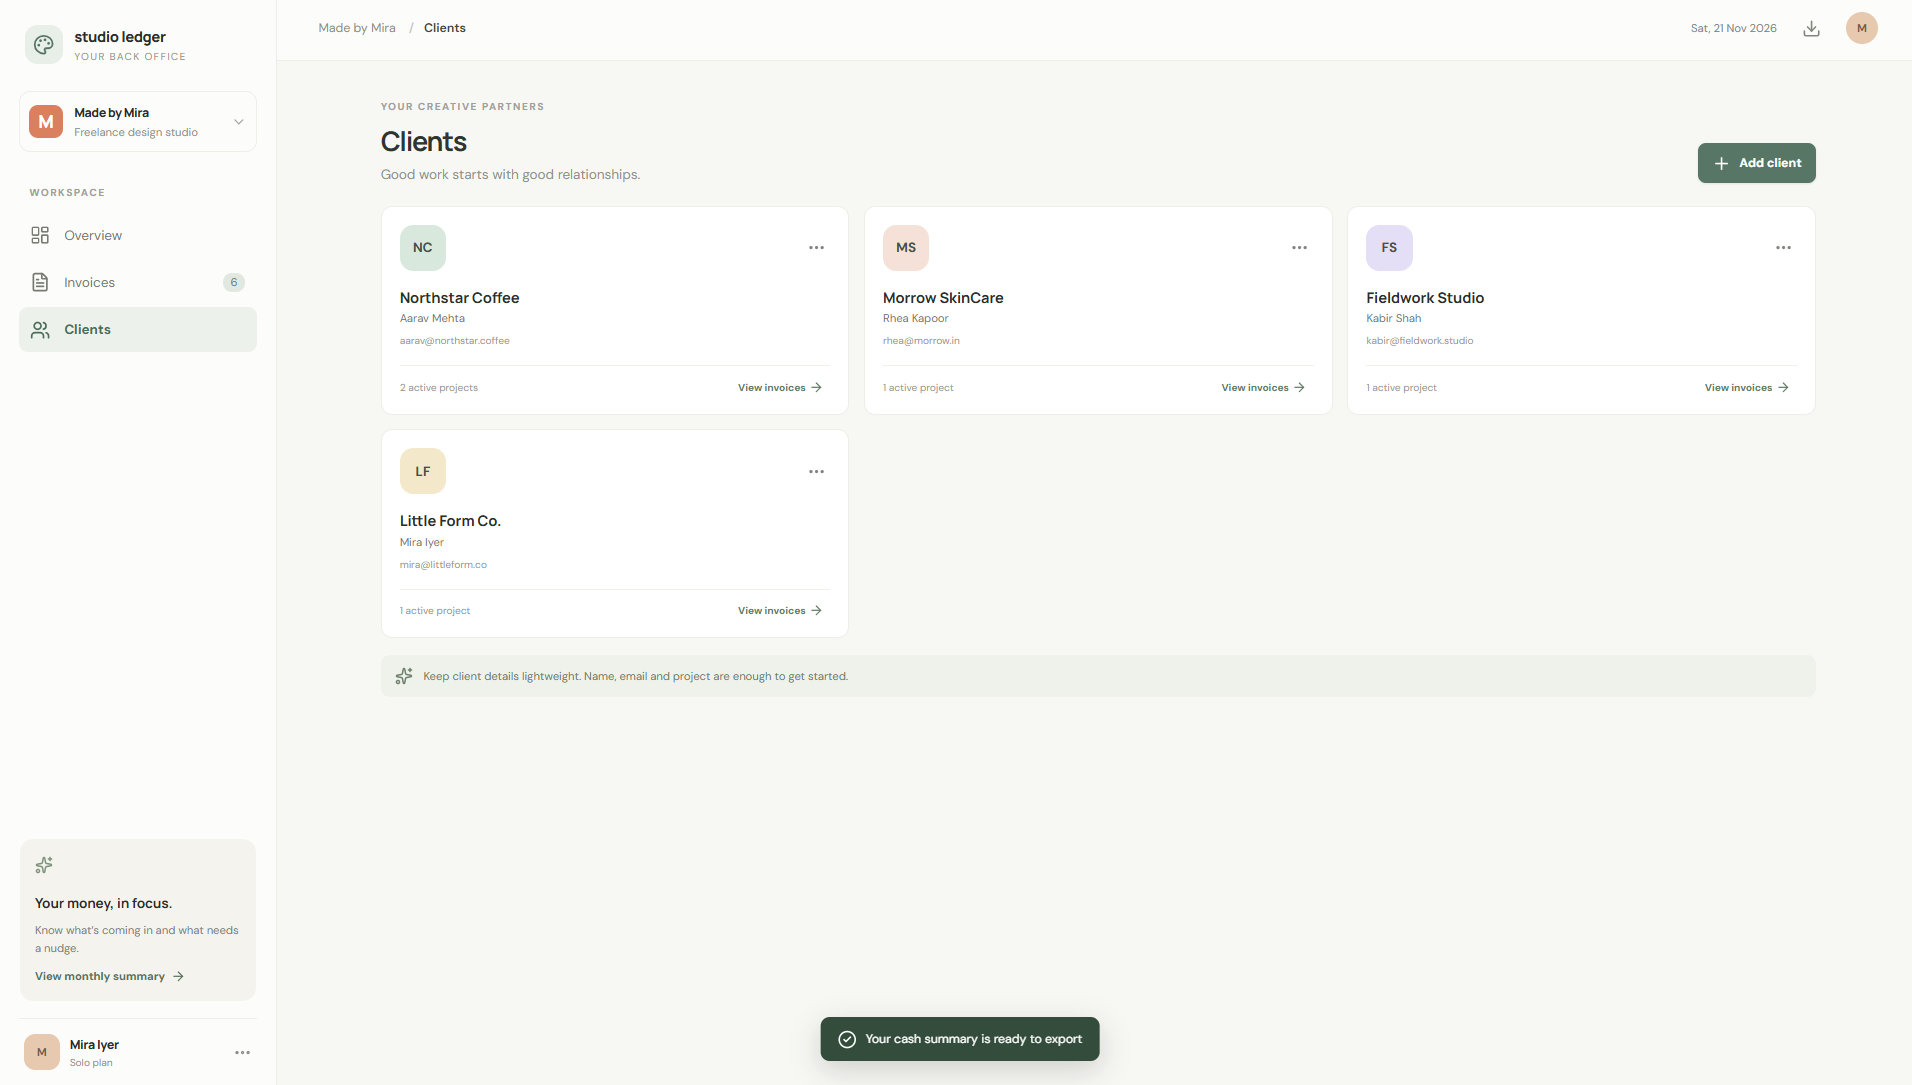 studio ledger
YOUR BACK OFFICE
M
Made by Mira
Freelance design studio
WORKSPACE
Overview
Invoices
6
Clients
Your money, in focus.
Know what's coming in and what needs
a nudge.
View monthly summary
M
Mira Iyer
Solo plan
Made by Mira / Clients
Sat, 21 Nov 2026
M
YOUR CREATIVE PARTNERS
Clients
Good work starts with good relationships.
Add client
NC
Northstar Coffee
Aarav Mehta
aarav@northstar.coffee
2 active projects
View invoices
MS
Morrow SkinCare
Rhea Kapoor
rhea@morrow.in
1 active project
View invoices
FS
Fieldwork Studio
Kabir Shah
kabir@fieldwork.studio
1 active project
View invoices
LF
Little Form Co.
Mira Iyer
mira@littleform.co
1 active project
View invoices
Keep client details lightweight. Name, email and project are enough to get started.
Your cash summary is ready to export